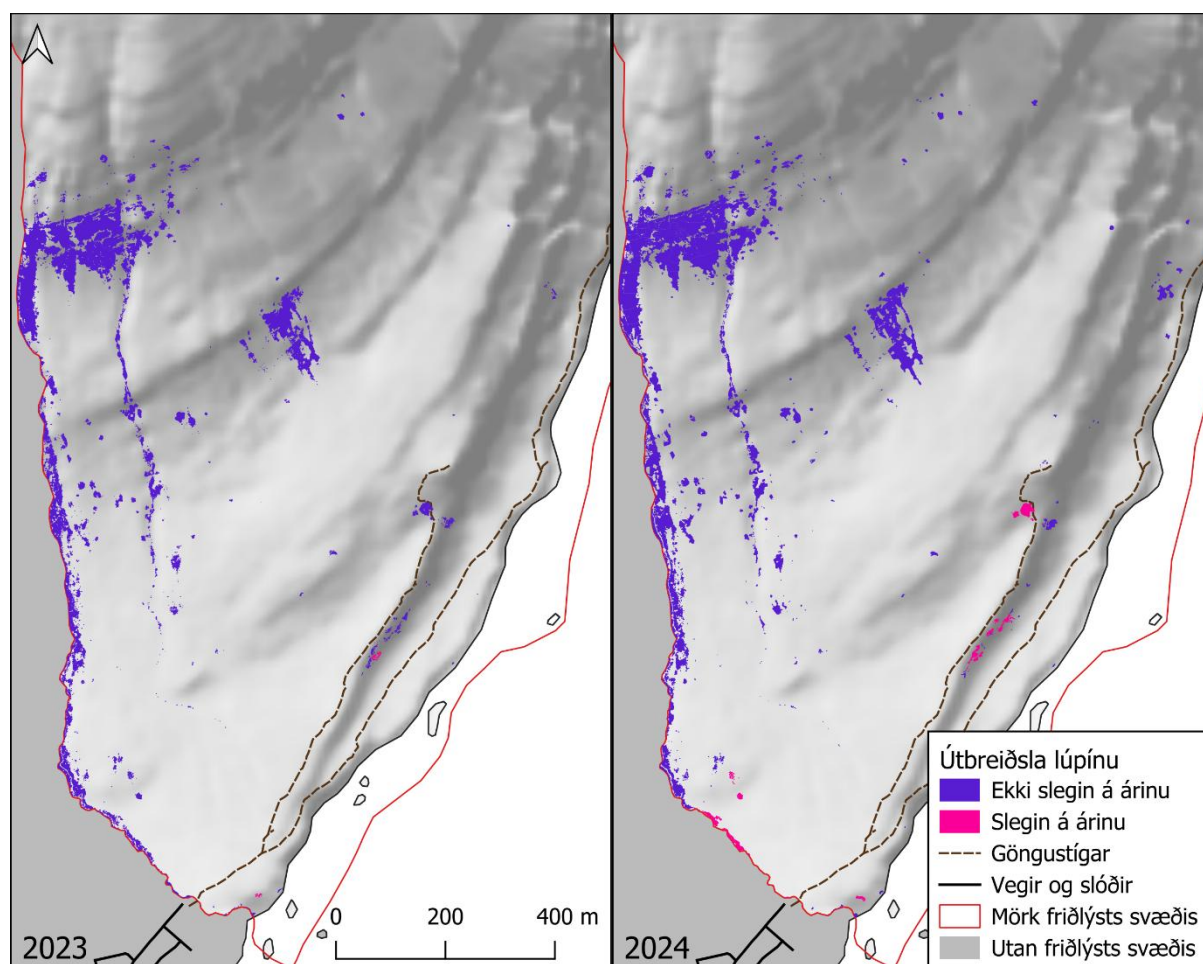 2023
0 200 400 m
2024
Útbreiðsla lúpínu
Ekki slegin á árinu
Slegin á árinu
Göngustígar
Vegir og slóðir
Mörk friðlýsts svæðis
Utan friðlýsts svæðis